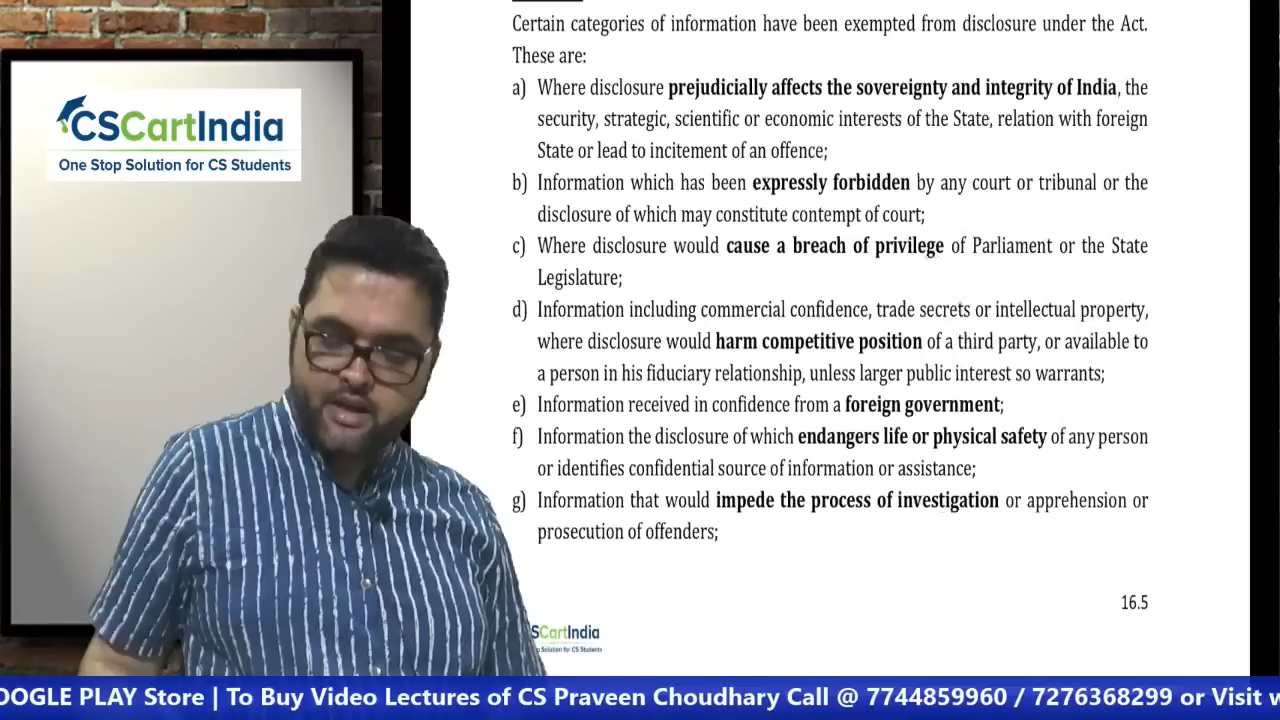 CSCartIndia
One Stop Solution for CS Students
Certain categories of information have been exempted from disclosure under the Act.
These are:
a) Where disclosure prejudicially affects the sovereignty and integrity of India, the
security, strategic, scientific or economic interests of the State, relation with foreign
State or lead to incitement of an offence;
b) Information which has been expressly forbidden by any court or tribunal or the
disclosure of which may constitute contempt of court;
c) Where disclosure would cause a breach of privilege of Parliament or the State
Legislature;
d) Information including commercial confidence, trade secrets or intellectual property,
where disclosure would harm competitive position of a third party, or available to
a person in his fiduciary relationship, unless larger public interest so warrants;
e) Information received in confidence from a foreign government;
f) Information the disclosure of which endangers life or physical safety of any person
or identifies confidential source of information or assistance;
g) Information that would impede the process of investigation or apprehension or
prosecution of offenders;
16.5
SCartIndia
Solution for CS Students
OOGLE PLAY Store | To Buy Video Lectures of CS Praveen Choudhary Call @ 7744859960 / 7276368299 or Visit w